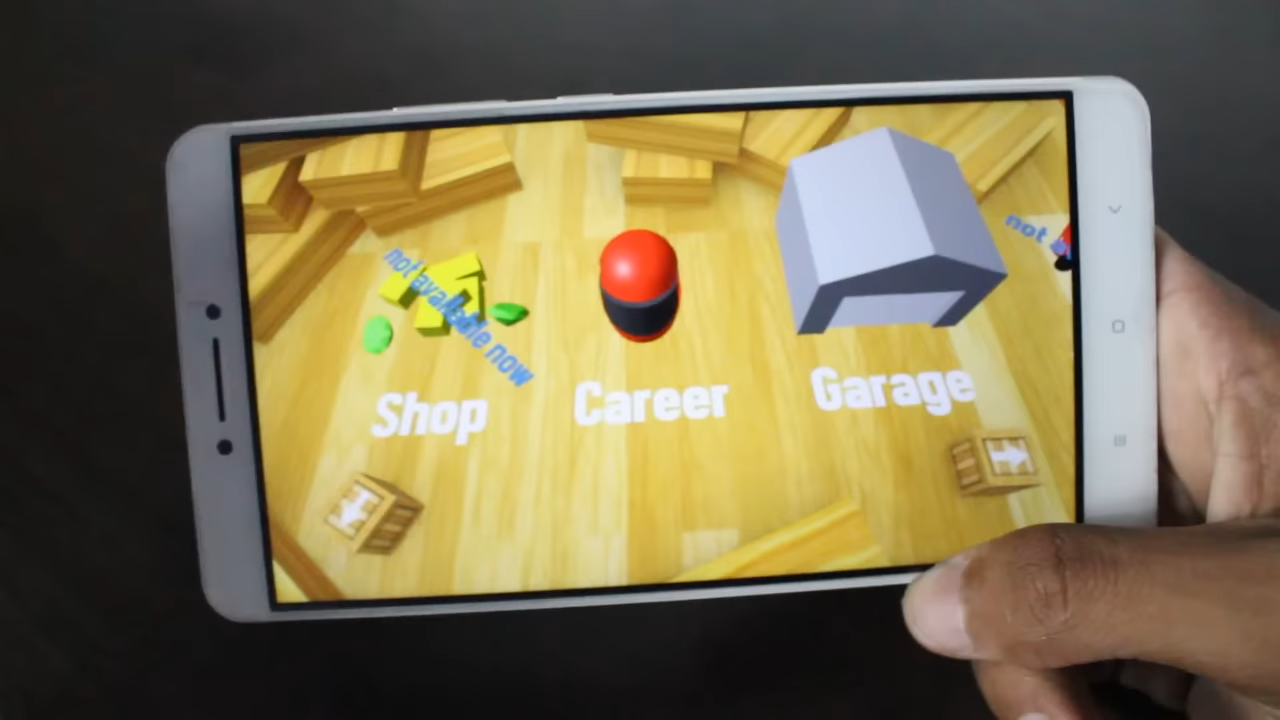 not available now
not
Shop
Career
Garage